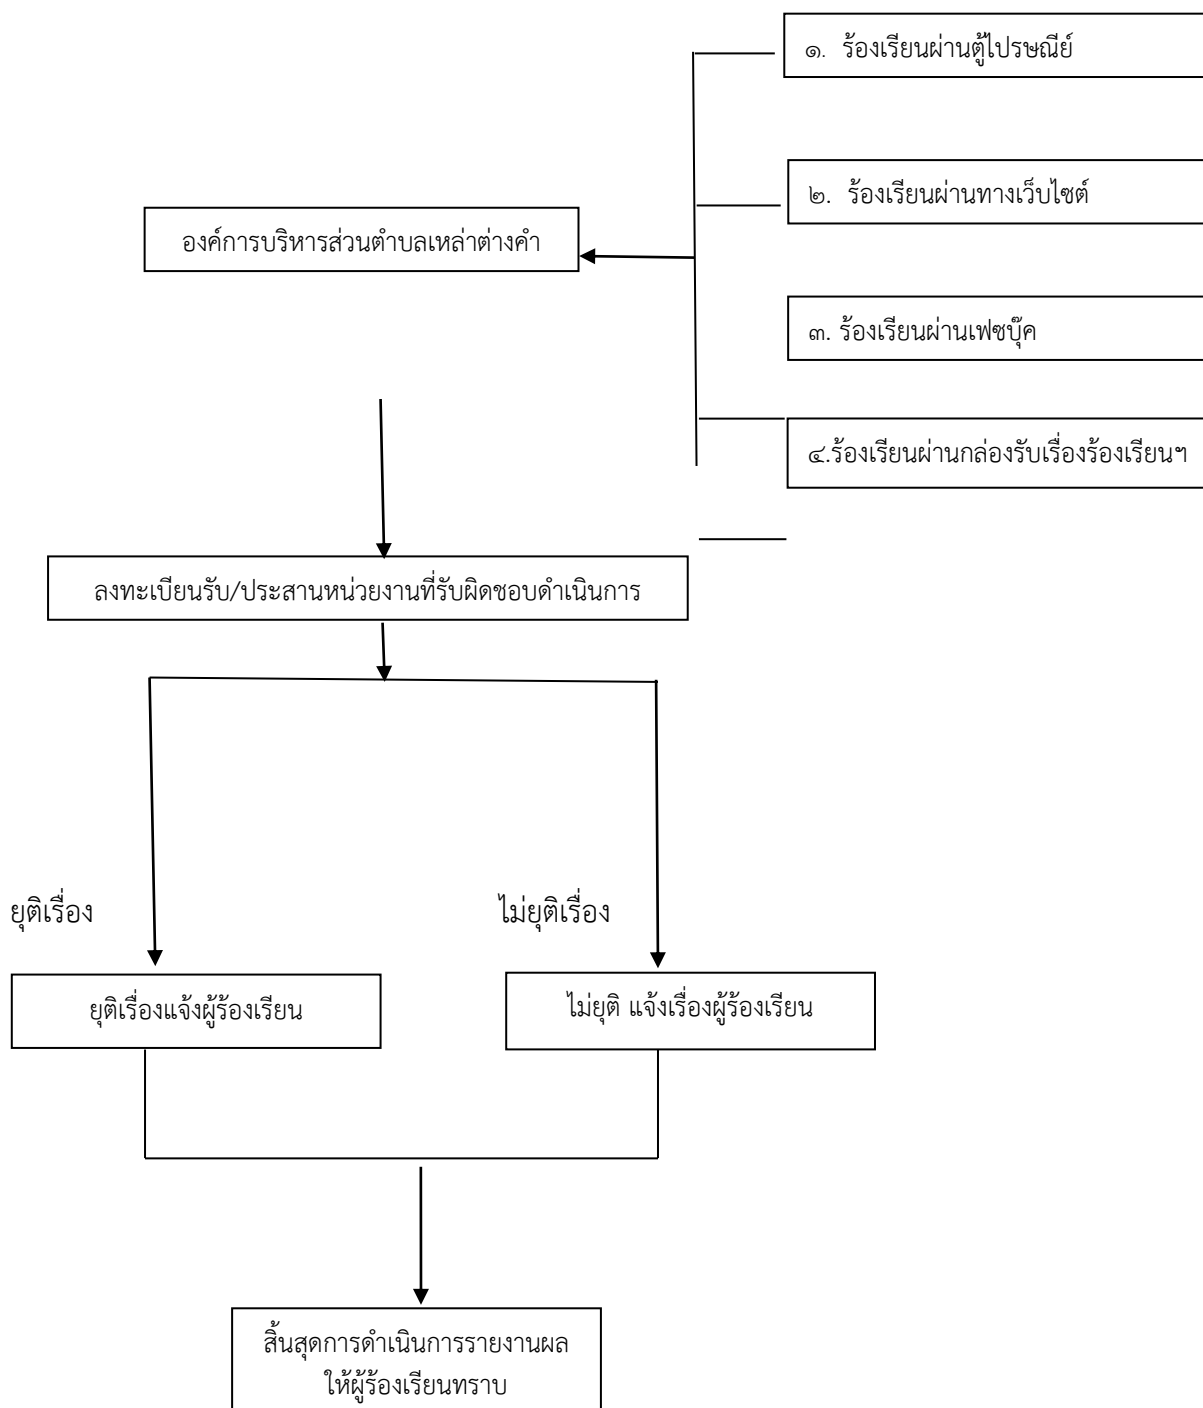 ๑. ร้องเรียนผ่านตู้ไปรษณีย์
๒. ร้องเรียนผ่านทางเว็บไซต์
องค์การบริหารส่วนตำบลเหล่าต่างคำ
๓. ร้องเรียนผ่านเฟซบุ๊ค
๔.ร้องเรียนผ่านกล่องรับเรื่องร้องเรียนฯ
ลงทะเบียนรับ/ประสานหน่วยงานที่รับผิดชอบดำเนินการ
ยุติเรื่อง
ไม่ยุติเรื่อง
ยุติเรื่องแจ้งผู้ร้องเรียน
ไม่ยุติ แจ้งเรื่องผู้ร้องเรียน
สิ้นสุดการดำเนินการรายงานผล
ให้ผู้ร้องเรียนทราบ